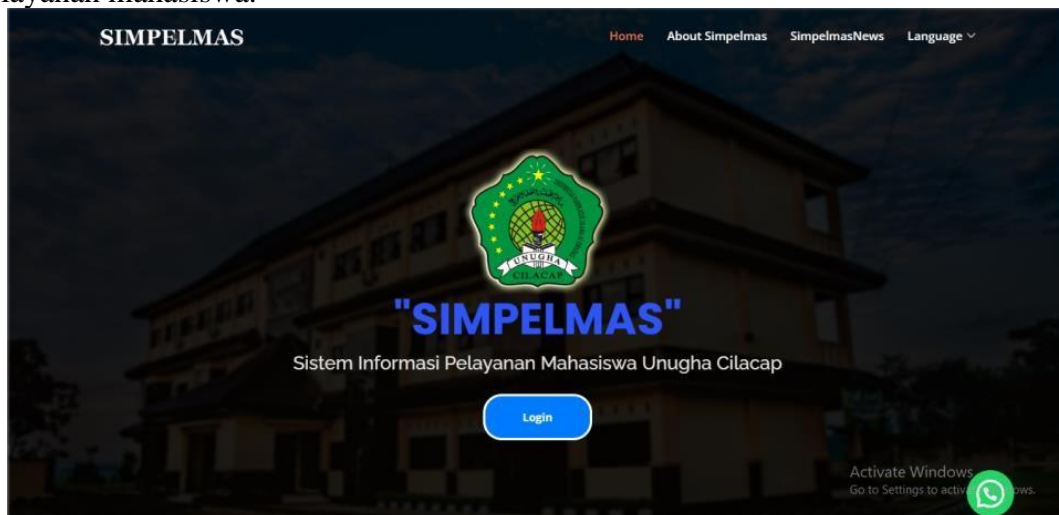 layanan mahasiswa.
SIMPELMAS
Home About Simpelmas SimpelmasNews Language
UNUGHA
CILACAP
"SIMPELMAS"
Sistem Informasi Pelayanan Mahasiswa Unugha Cilacap
Login
Activate Windows
Go to Settings to activ ows.